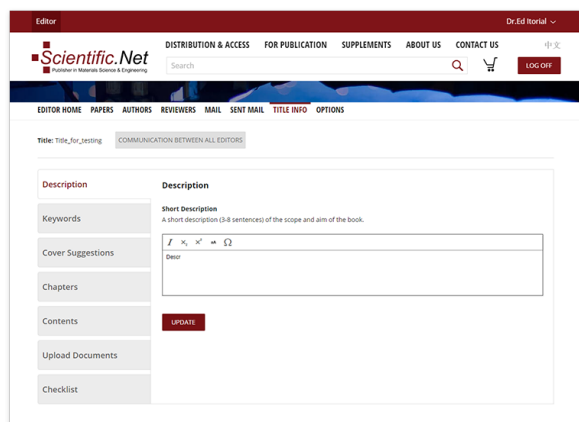 Editor
Dr.Ed Itorial
DISTRIBUTION & ACCESS FOR PUBLICATION SUPPLEMENTS ABOUT US CONTACT US 中文
Scientific.Net
Publisher in Materials Science & Engineering
Search
LOG OFF
EDITOR HOME PAPERS AUTHORS REVIEWERS MAIL SENT MAIL TITLE INFO OPTIONS
Title: Title_for_testing COMMUNICATION BETWEEN ALL EDITORS
Description
Keywords
Cover Suggestions
Chapters
Contents
Upload Documents
Checklist
Description
Short Description
A short description (3-8 sentences) of the scope and aim of the book.
I ×₂ ×² aA Ω
Descr
UPDATE